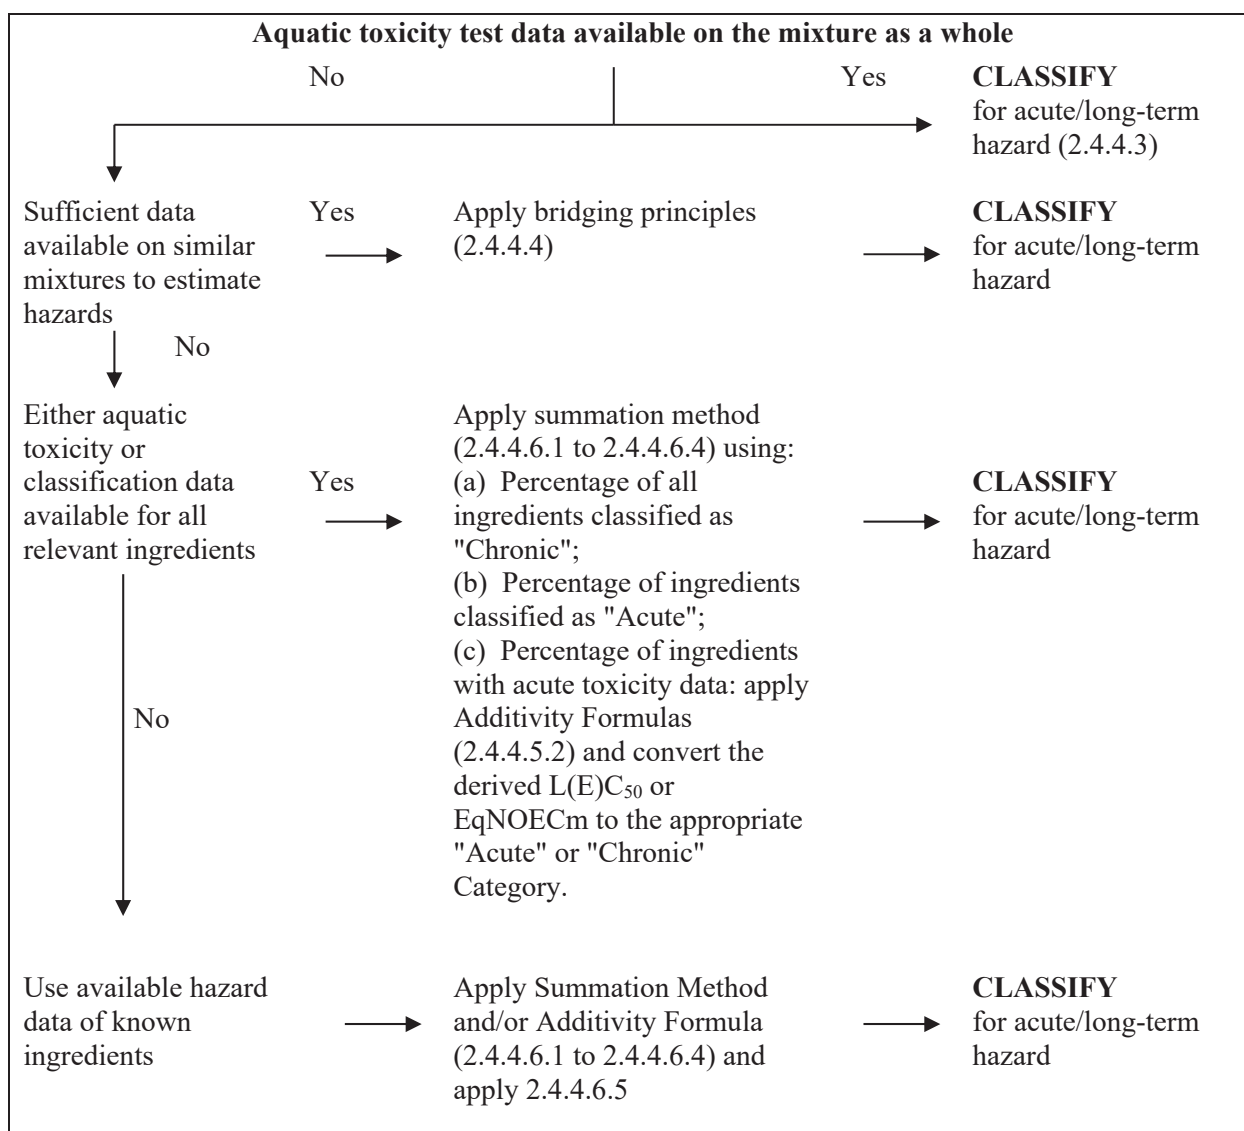 Aquatic toxicity test data available on the mixture as a whole
No
Yes
CLASSIFY
for acute/long-term
hazard (2.4.4.3)
Sufficient data
available on similar
mixtures to estimate
hazards
Yes
Apply bridging principles
(2.4.4.4)
CLASSIFY
for acute/long-term
hazard
No
Either aquatic
toxicity or
classification data
available for all
relevant ingredients
Yes
Apply summation method
(2.4.4.6.1 to 2.4.4.6.4) using:
(a) Percentage of all
ingredients classified as
"Chronic";
(b) Percentage of ingredients
classified as "Acute";
(c) Percentage of ingredients
with acute toxicity data: apply
Additivity Formulas
(2.4.4.5.2) and convert the
derived L(E)C₅₀ or
EqNOECm to the appropriate
"Acute" or "Chronic"
Category.
CLASSIFY
for acute/long-term
hazard
No
Use available hazard
data of known
ingredients
Apply Summation Method
and/or Additivity Formula
(2.4.4.6.1 to 2.4.4.6.4) and
apply 2.4.4.6.5
CLASSIFY
for acute/long-term
hazard